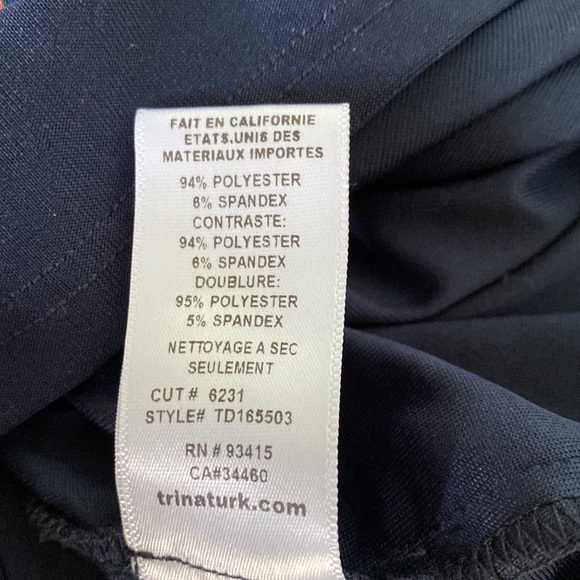 FAIT EN CALIFORNIE
ETATS.UNIS DES
MATERIAUX IMPORTES
94% POLYESTER
6% SPANDEX
CONTRASTE:
94% POLYESTER
6% SPANDEX
DOUBLURE:
95% POLYESTER
5% SPANDEX
NETTOYAGE A SEC
SEULEMENT
CUT # 6231
STYLE# TD165503
RN # 93415
CA#34460
trinaturk.com